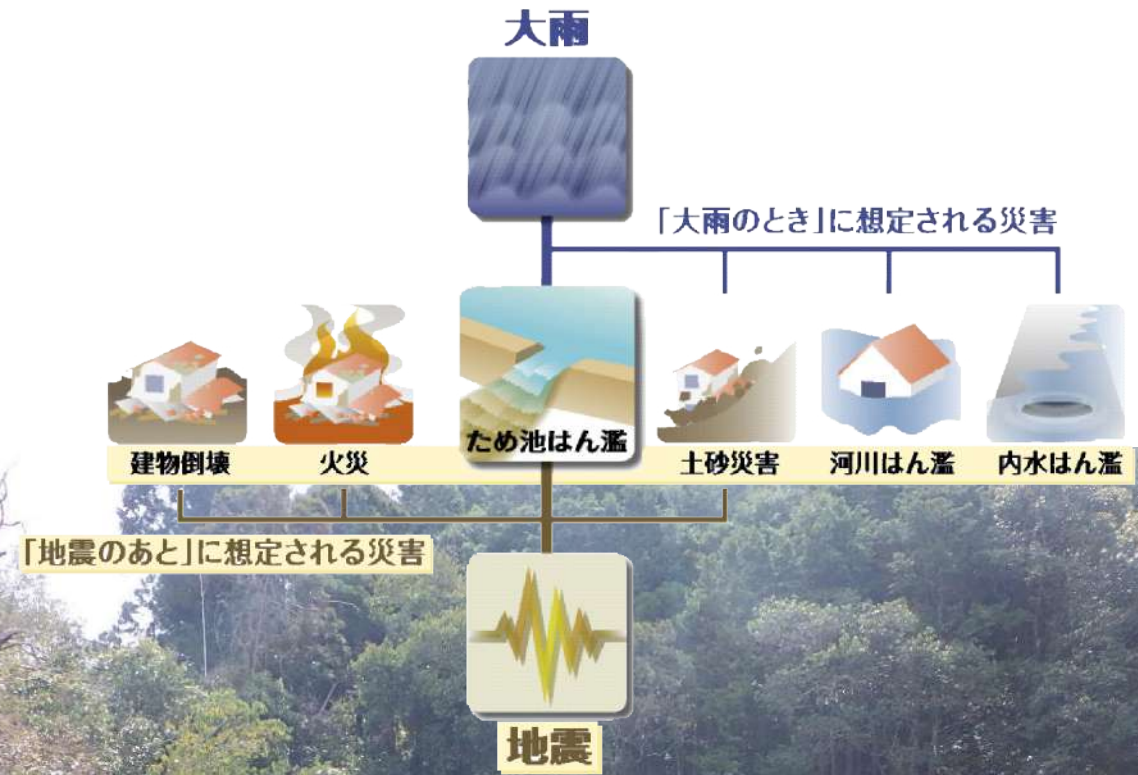 大雨
「大雨のとき」に想定される災害
建物倒壊
火災
ため池はん濫
土砂災害
河川はん濫
内水はん濫
「地震のあと」に想定される災害
地震